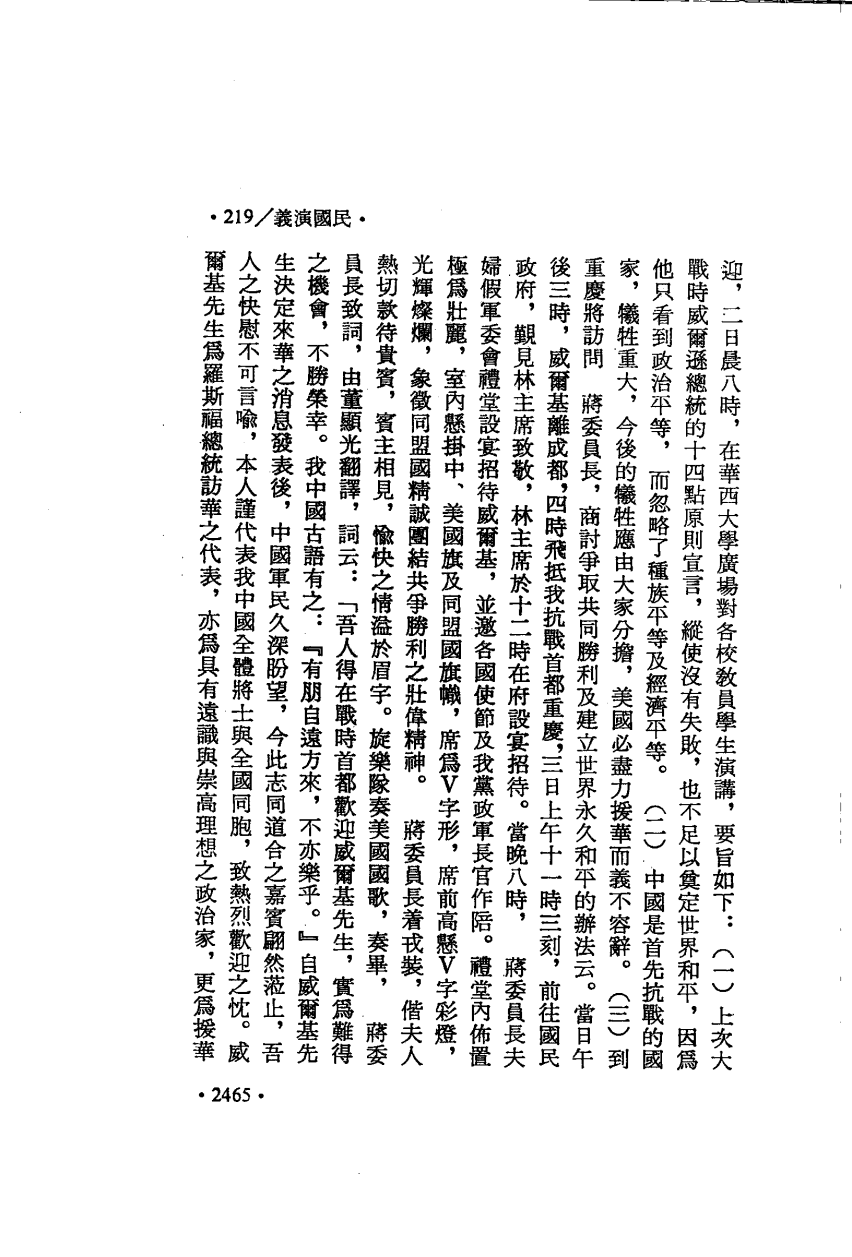 •219／義演國民•
迎，二日晨八時，在華西大學廣場對各校教員學生演講，要旨如下：（一）上次大
戰時威爾遜總統的十四點原則宣言，縱使沒有失敗，也不足以奠定世界和平，因爲
他只看到政治平等，而忽略了種族平等及經濟平等。（二）中國是首先抗戰的國
家，犧牲重大，今後的犧牲應由大家分擔，美國必盡力援華而義不容辭。（三）到
重慶將訪問　蔣委員長，商討爭取共同勝利及建立世界永久和平的辦法云。當日午
後三時，威爾基離成都，四時飛抵我抗戰首都重慶，三日上午十一時三刻，前往國民
政府，覲見林主席致敬，林主席於十二時在府設宴招待。當晚八時，　蔣委員長夫
婦假軍委會禮堂設宴招待威爾基，並邀各國使節及我黨政軍長官作陪。禮堂內佈置
極爲壯麗，室內懸掛中、美國旗及同盟國旗幟，席爲V字形，席前高懸V字彩燈，
光輝燦爛，象徵同盟國精誠團結共爭勝利之壯偉精神。　蔣委員長着戎裝，偕夫人
熱切款待貴賓，賓主相見，愉快之情溢於眉宇。旋樂隊奏美國國歌，奏畢，　蔣委
員長致詞，由董顯光翻譯，詞云：「吾人得在戰時首都歡迎威爾基先生，實爲難得
之機會，不勝榮幸。我中國古語有之：『有朋自遠方來，不亦樂乎。』自威爾基先
生決定來華之消息發表後，中國軍民久深盼望，今此志同道合之嘉賓翩然蒞止，吾
人之快慰不可言喻，本人謹代表我中國全體將士與全國同胞，致熱烈歡迎之忱。威
爾基先生爲羅斯福總統訪華之代表，亦爲具有遠識與崇高理想之政治家，更爲援華
•2465•